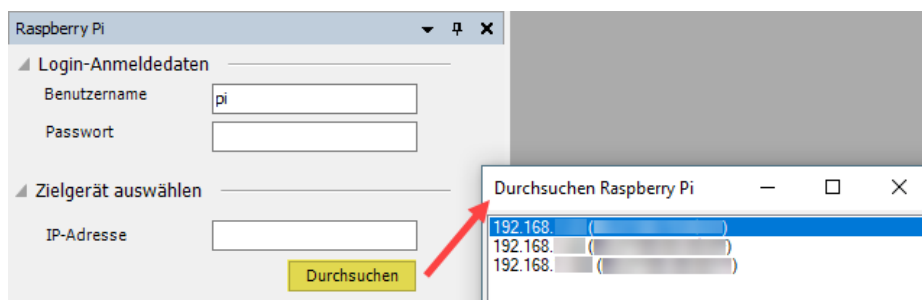 Raspberry Pi
Login-Anmeldedaten
Benutzername
pi
Passwort
Zielgerät auswählen
IP-Adresse
Durchsuchen
Durchsuchen Raspberry Pi
192.168. ( )
192.168. ( )
192.168. ( )